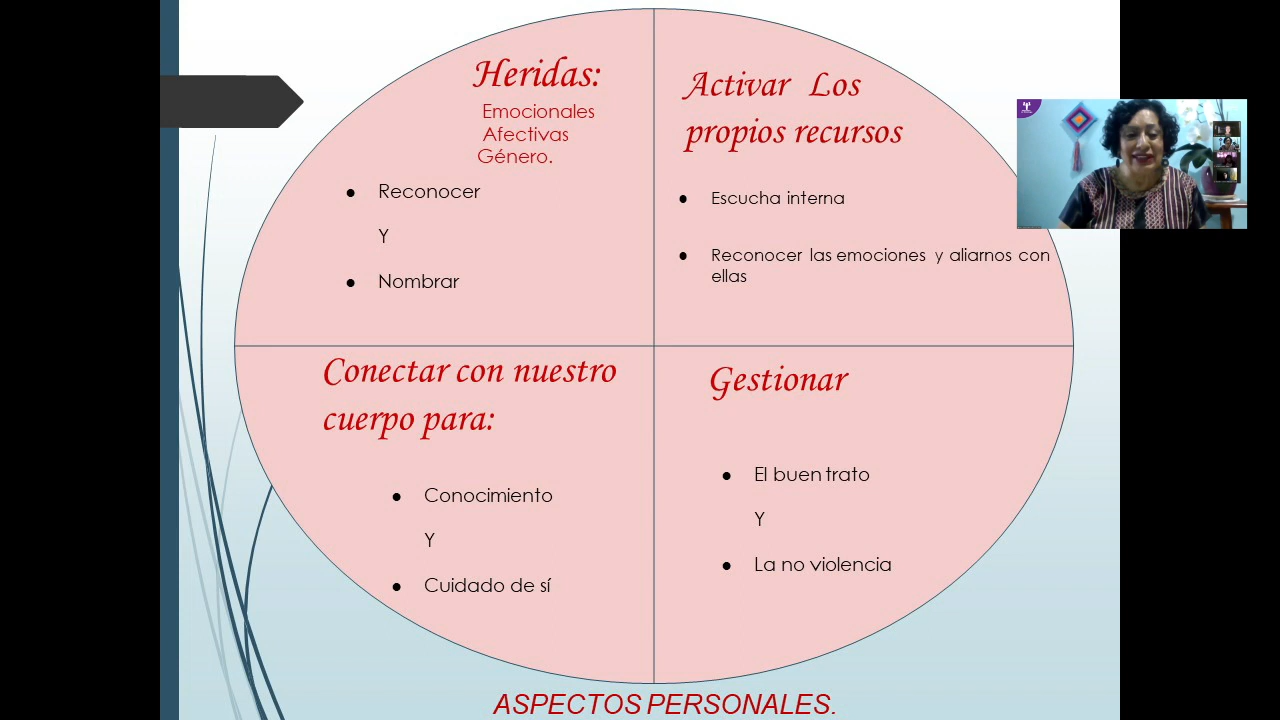 Heridas:
Emocionales
Afectivas
Género.
● Reconocer
Y
● Nombrar
Activar Los
propios recursos
● Escucha interna
● Reconocer las emociones y aliarnos con
ellas
Conectar con nuestro
cuerpo para:
● Conocimiento
Y
● Cuidado de sí
Gestionar
● El buen trato
Y
● La no violencia
ASPECTOS PERSONALES.